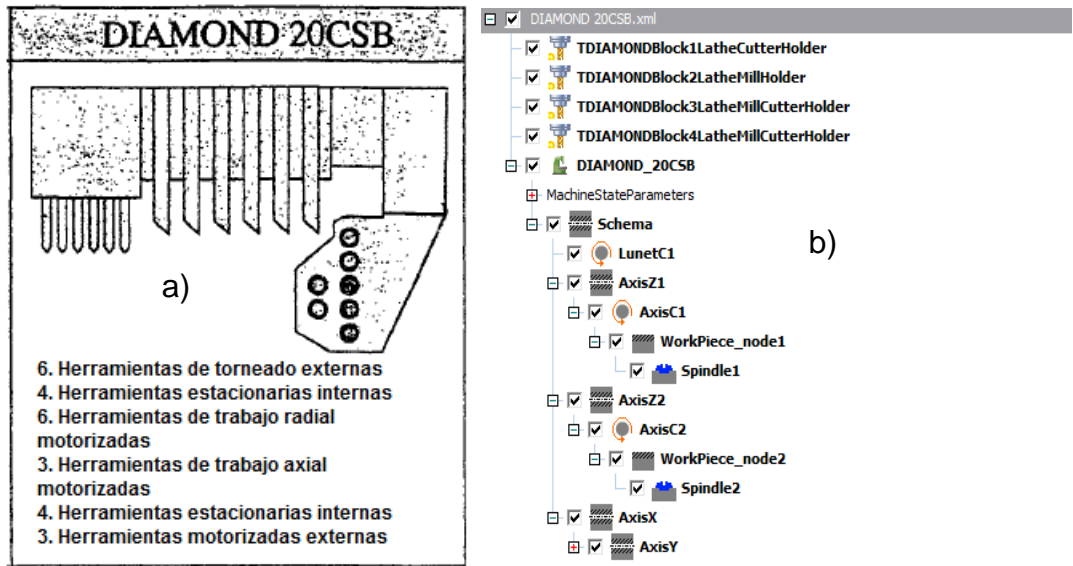 DIAMOND 20CSB
a)
6. Herramientas de torneado externas
4. Herramientas estacionarias internas
6. Herramientas de trabajo radial
motorizadas
3. Herramientas de trabajo axial
motorizadas
4. Herramientas estacionarias internas
3. Herramientas motorizadas externas
DIAMOND 20CSB.xml
TDIAMONDBlock1LatheCutterHolder
TDIAMONDBlock2LatheMillHolder
TDIAMONDBlock3LatheMillCutterHolder
TDIAMONDBlock4LatheMillCutterHolder
DIAMOND_20CSB
MachineStateParameters
Schema
b)
LunetC1
AxisZ1
AxisC1
WorkPiece_node1
Spindle1
AxisZ2
AxisC2
WorkPiece_node2
Spindle2
AxisX
AxisY